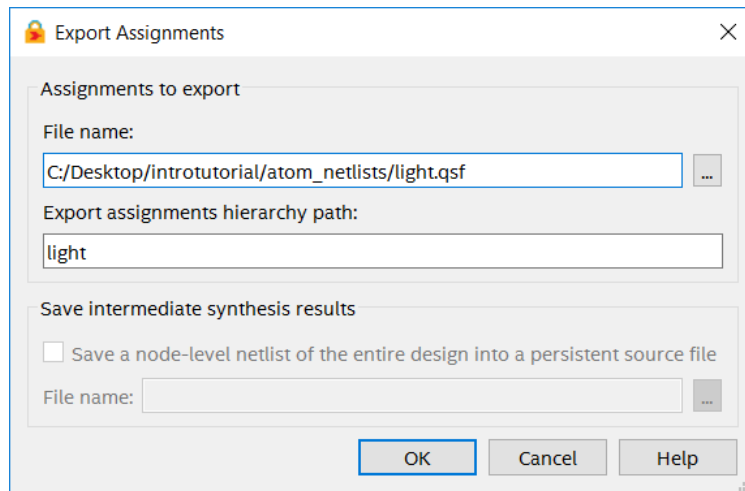 Export Assignments
Assignments to export
File name:
C:/Desktop/introtutorial/atom_netlists/light.qsf
...
Export assignments hierarchy path:
light
Save intermediate synthesis results
Save a node-level netlist of the entire design into a persistent source file
File name:
...
OK Cancel Help